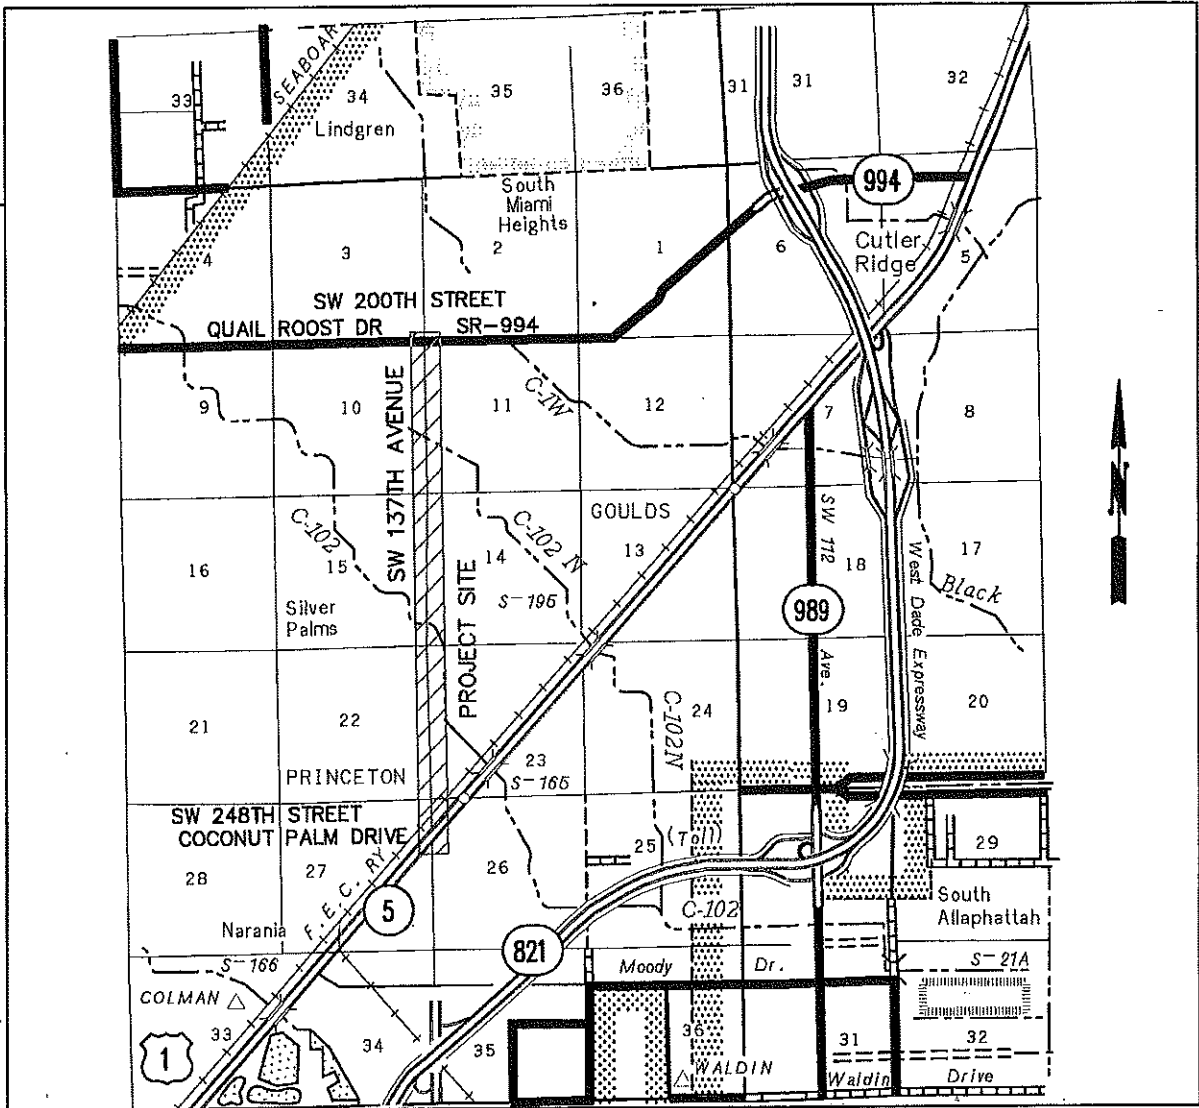 SEABOAR
33
34
35
36
31
31
32
Lindgren
994
South
Miami
Heights
4
3
2
1
6
5
Cutler
Ridge
SW 200TH STREET
QUAIL ROOST DR
SR-994
9
10
11
12
7
8
C-1W
SW 137TH AVENUE
C-102
C-102 N
GOULDS
SW 112
Ave.
16
15
14
13
18
17
S-195
Black
Silver
Palms
989
West Dade Expressway
PROJECT SITE
21
22
23
24
19
20
C-102N
PRINCETON
S-165
SW 248TH STREET
COCONUT PALM DRIVE
28
27
26
25
(Toll)
29
F.E.C. RY
5
South
Allaphattah
Narania
C-102
821
S-166
Moody Dr.
S-21A
COLMAN
33
34
35
36
31
32
1
WALDIN
Waldin Drive
N